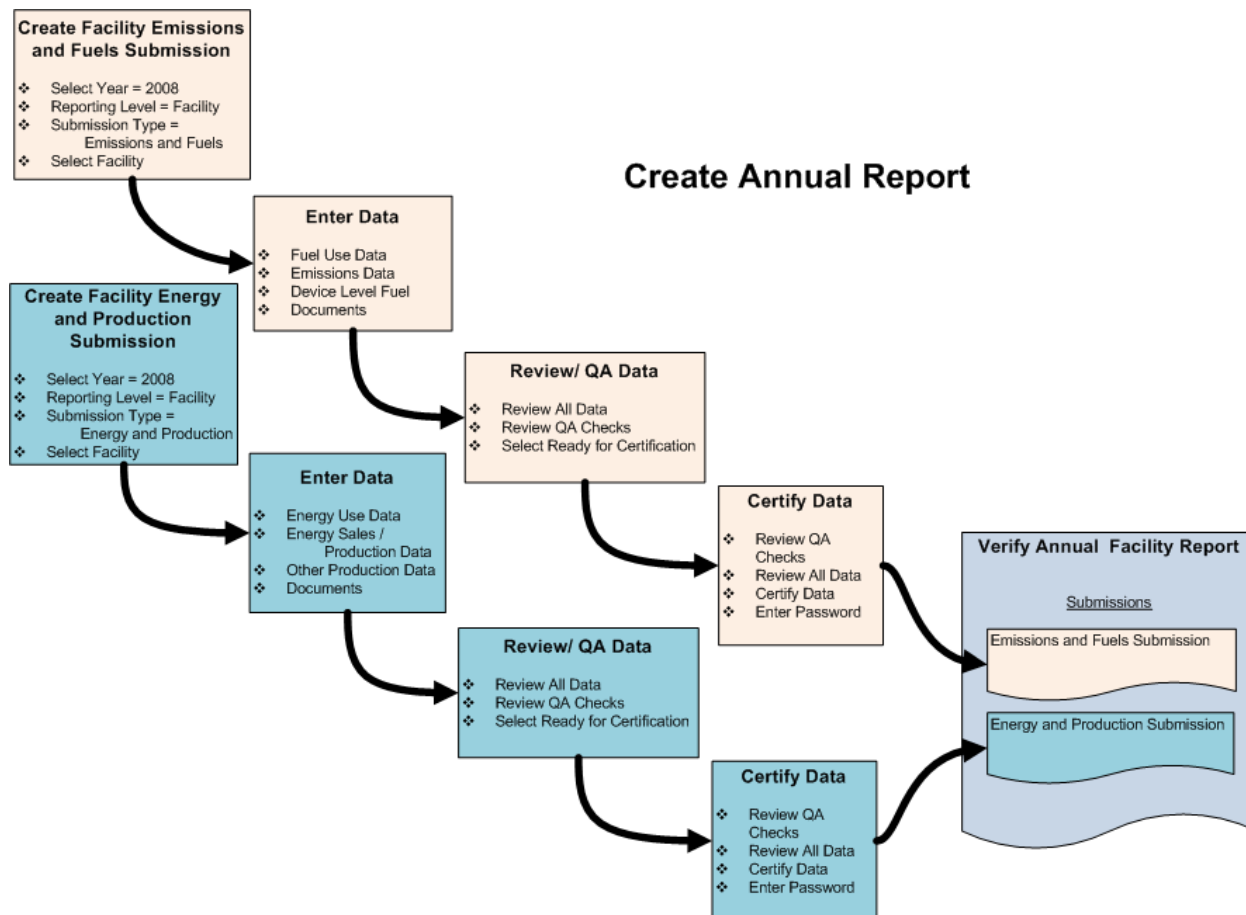 Create Annual Report
Create Facility Emissions
and Fuels Submission
❖ Select Year = 2008
❖ Reporting Level = Facility
❖ Submission Type =
Emissions and Fuels
❖ Select Facility
Enter Data
❖ Fuel Use Data
❖ Emissions Data
❖ Device Level Fuel
❖ Documents
Review/ QA Data
❖ Review All Data
❖ Review QA Checks
❖ Select Ready for Certification
Certify Data
❖ Review QA
Checks
❖ Review All Data
❖ Certify Data
❖ Enter Password
Create Facility Energy
and Production
Submission
❖ Select Year = 2008
❖ Reporting Level = Facility
❖ Submission Type =
Energy and Production
❖ Select Facility
Enter Data
❖ Energy Use Data
❖ Energy Sales /
Production Data
❖ Other Production Data
❖ Documents
Review/ QA Data
❖ Review All Data
❖ Review QA Checks
❖ Select Ready for Certification
Certify Data
❖ Review QA
Checks
❖ Review All Data
❖ Certify Data
❖ Enter Password
Verify Annual Facility Report
Submissions
Emissions and Fuels Submission
Energy and Production Submission